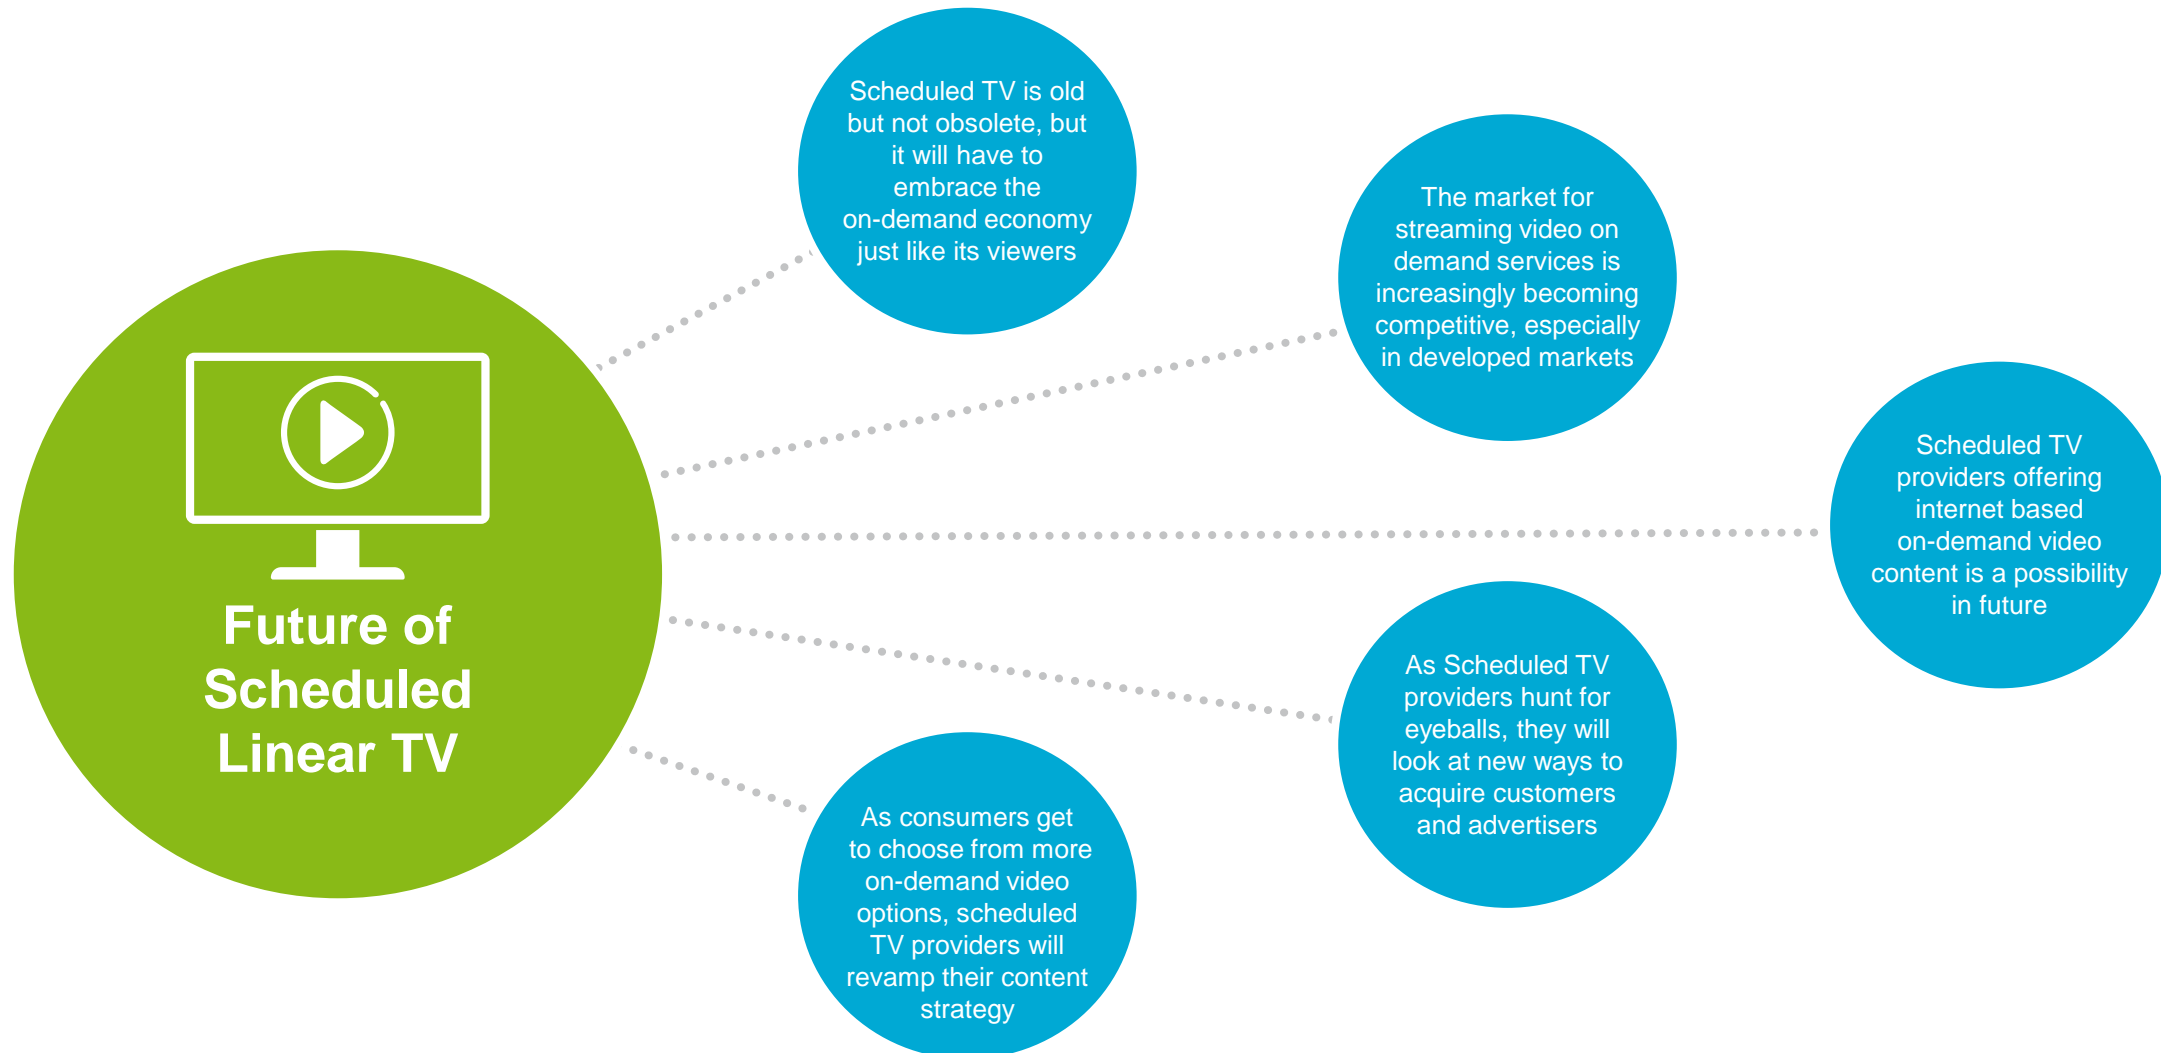 Future of
Scheduled
Linear TV
Scheduled TV is old
but not obsolete, but
it will have to
embrace the
on-demand economy
just like its viewers
The market for
streaming video on
demand services is
increasingly becoming
competitive, especially
in developed markets
Scheduled TV
providers offering
internet based
on-demand video
content is a possibility
in future
As Scheduled TV
providers hunt for
eyeballs, they will
look at new ways to
acquire customers
and advertisers
As consumers get
to choose from more
on-demand video
options, scheduled
TV providers will
revamp their content
strategy